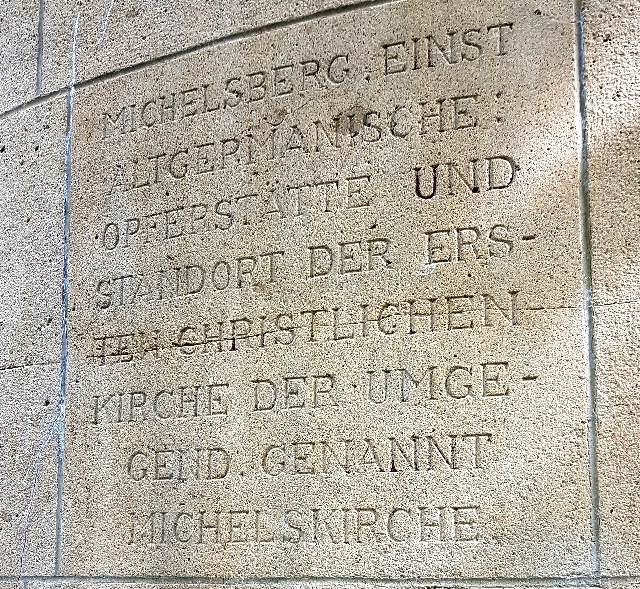 MICHELSBERG, EINST
ALTGERMANISCHE
OPFERSTÄTTE UND
STANDORT DER ERS-
TEN CHRISTLICHEN
KIRCHE DER UMGE-
GEND, GENANNT
MICHELSKIRCHE